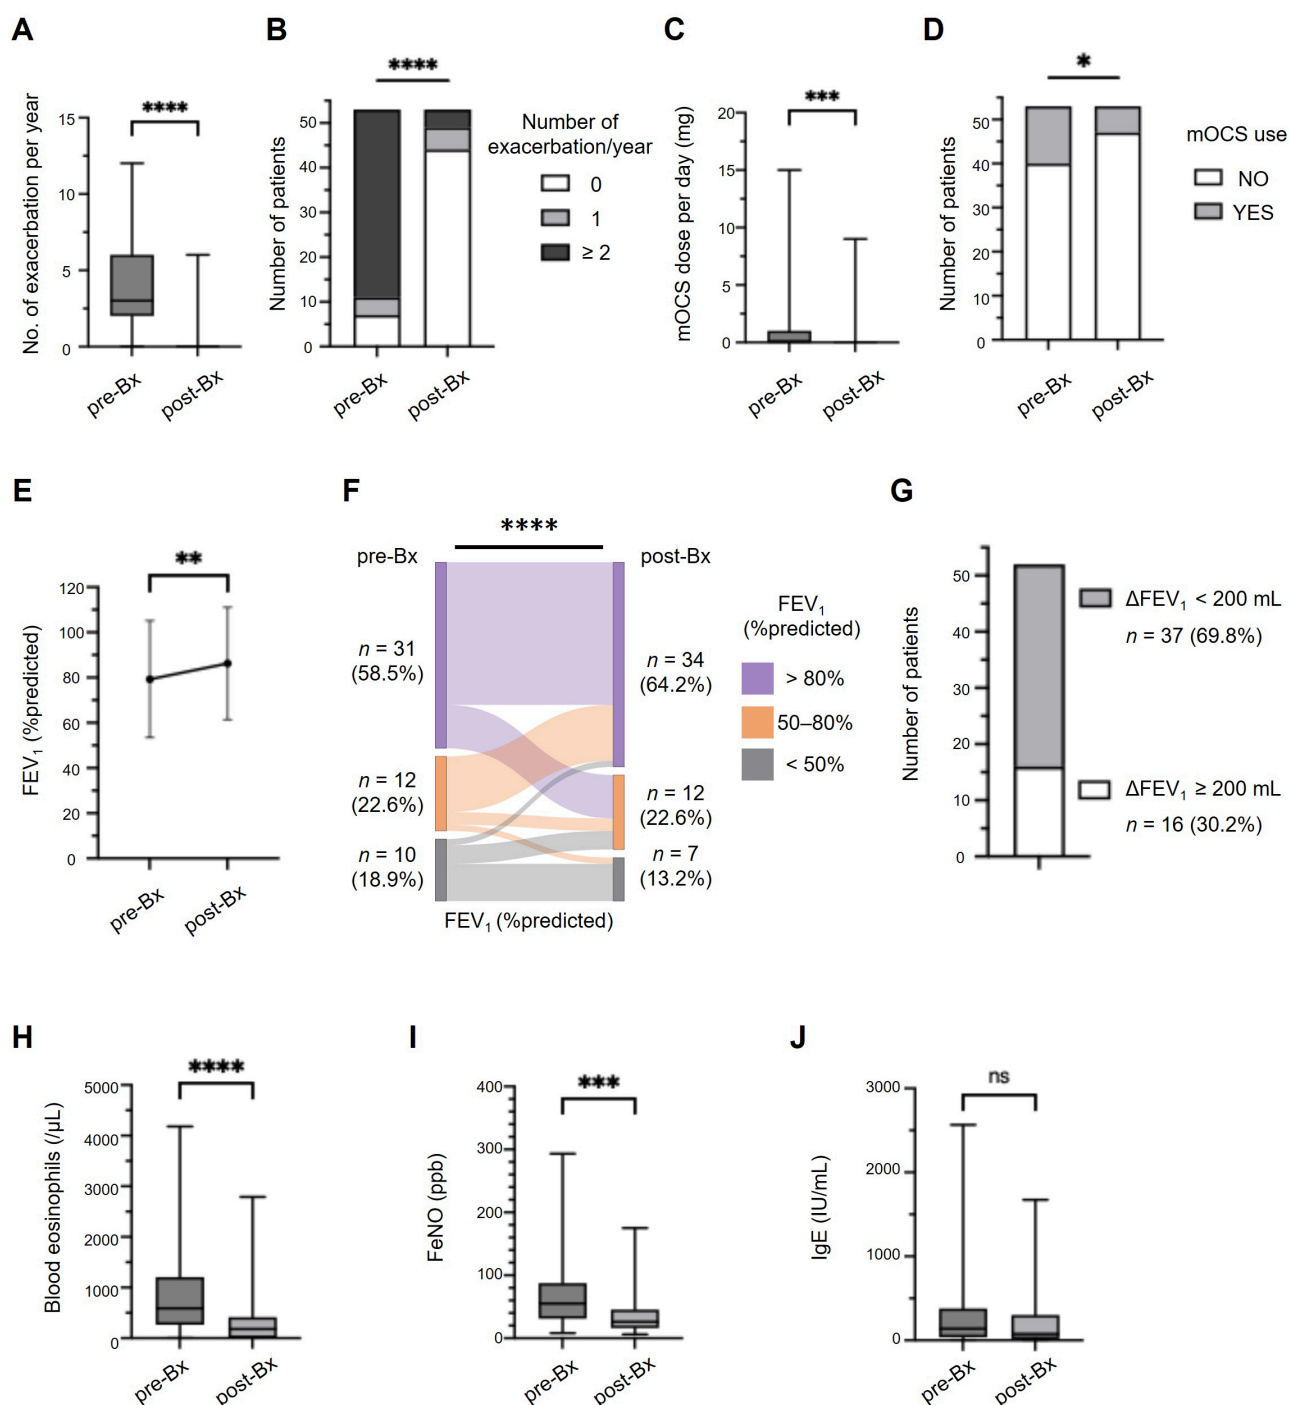 A
No. of exacerbation per year
****
15
10
5
0
pre-Bx
post-Bx
B
Number of patients
****
50
40
30
20
10
0
pre-Bx
post-Bx
Number of
exacerbation/year
0
1
≥ 2
C
mOCS dose per day (mg)
***
20
15
10
5
0
pre-Bx
post-Bx
D
Number of patients
*
50
40
30
20
10
0
pre-Bx
post-Bx
mOCS use
NO
YES
E
FEV1 (%predicted)
**
120
100
80
60
40
20
0
pre-Bx
post-Bx
F
****
pre-Bx
post-Bx
n = 31
(58.5%)
n = 12
(22.6%)
n = 10
(18.9%)
n = 34
(64.2%)
n = 12
(22.6%)
n = 7
(13.2%)
FEV1 (%predicted)
FEV1
(%predicted)
> 80%
50–80%
< 50%
G
Number of patients
50
40
30
20
10
0
ΔFEV1 < 200 mL
n = 37 (69.8%)
ΔFEV1 ≥ 200 mL
n = 16 (30.2%)
H
Blood eosinophils (/μL)
****
5000
4000
3000
2000
1000
0
pre-Bx
post-Bx
I
FeNO (ppb)
***
400
300
200
100
0
pre-Bx
post-Bx
J
IgE (IU/mL)
ns
3000
2000
1000
0
pre-Bx
post-Bx